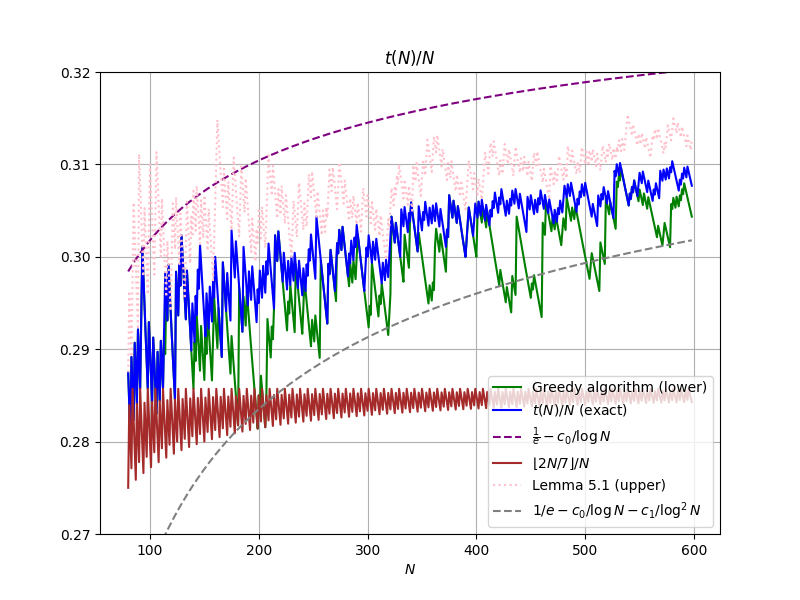 t(N)/N
0.32
0.31
0.30
0.29
0.28
0.27
100 200 300 400 500 600
N
Greedy algorithm (lower)
t(N)/N (exact)
1/e − c₀/log N
⌊2N/7⌋/N
Lemma 5.1 (upper)
1/e − c₀/log N − c₁/log² N